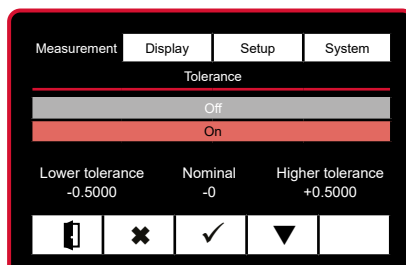 Measurement Display Setup System
Tolerance
Off
On
Lower tolerance Nominal Higher tolerance
-0.5000 -0 +0.5000